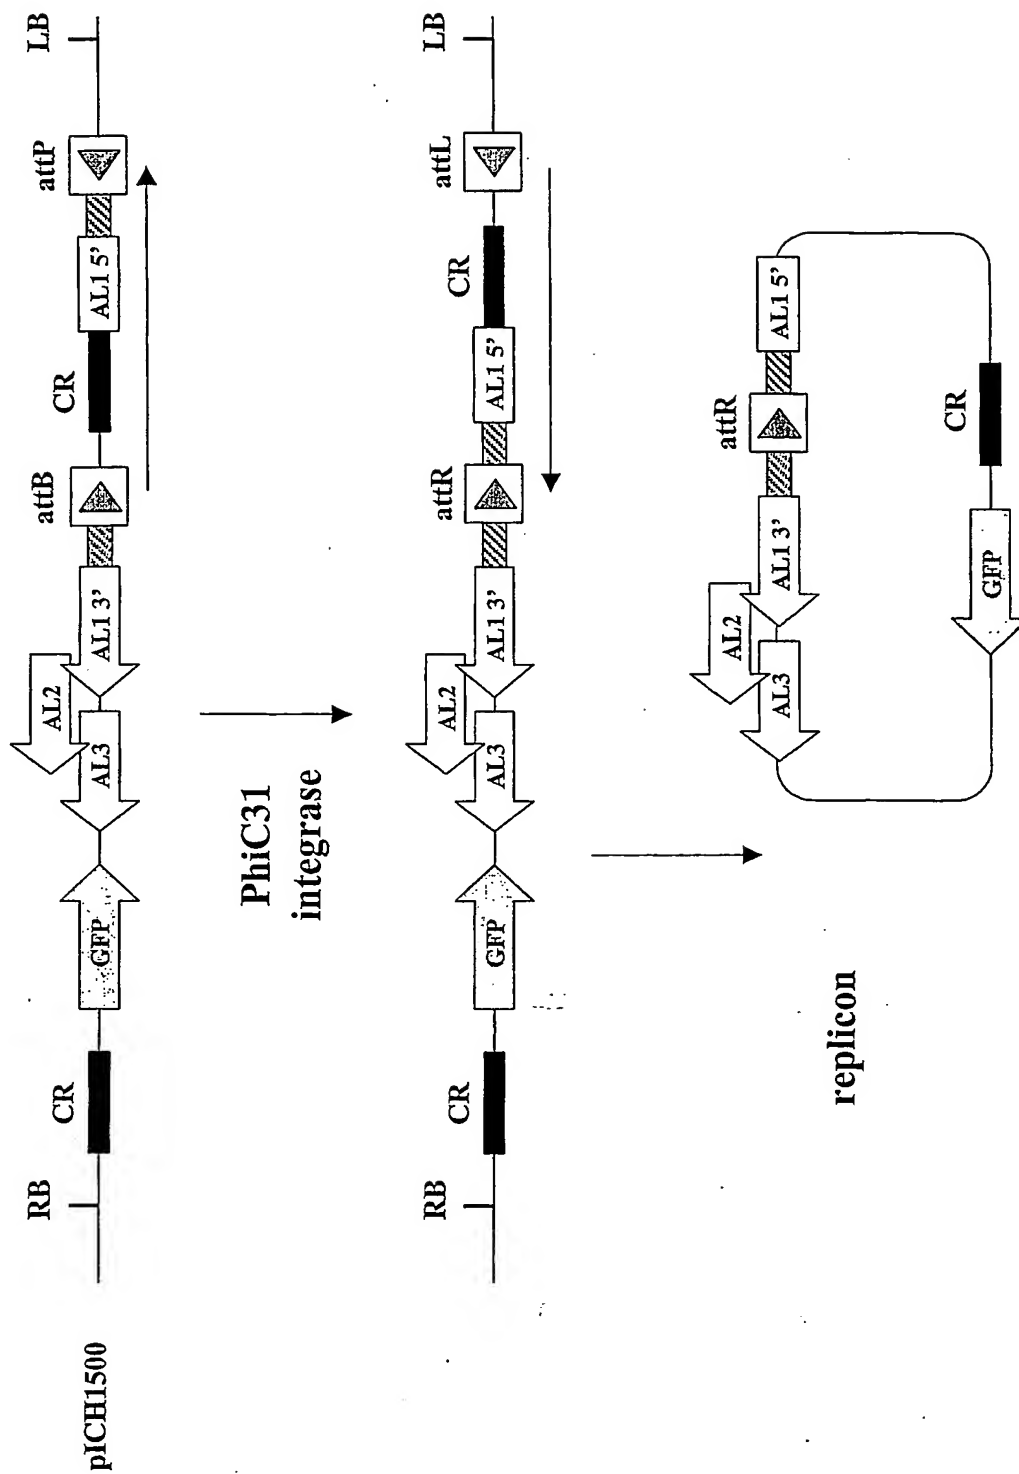 pICH1500
RB
CR
GFP
AL3
AL2
AL1 3'
attB
CR
AL1 5'
attP
LB
PhiC31
integrase
RB
CR
GFP
AL3
AL2
AL1 3'
attR
AL1 5'
CR
attL
LB
replicon
AL3
AL2
AL1 3'
attR
AL1 5'
GFP
CR